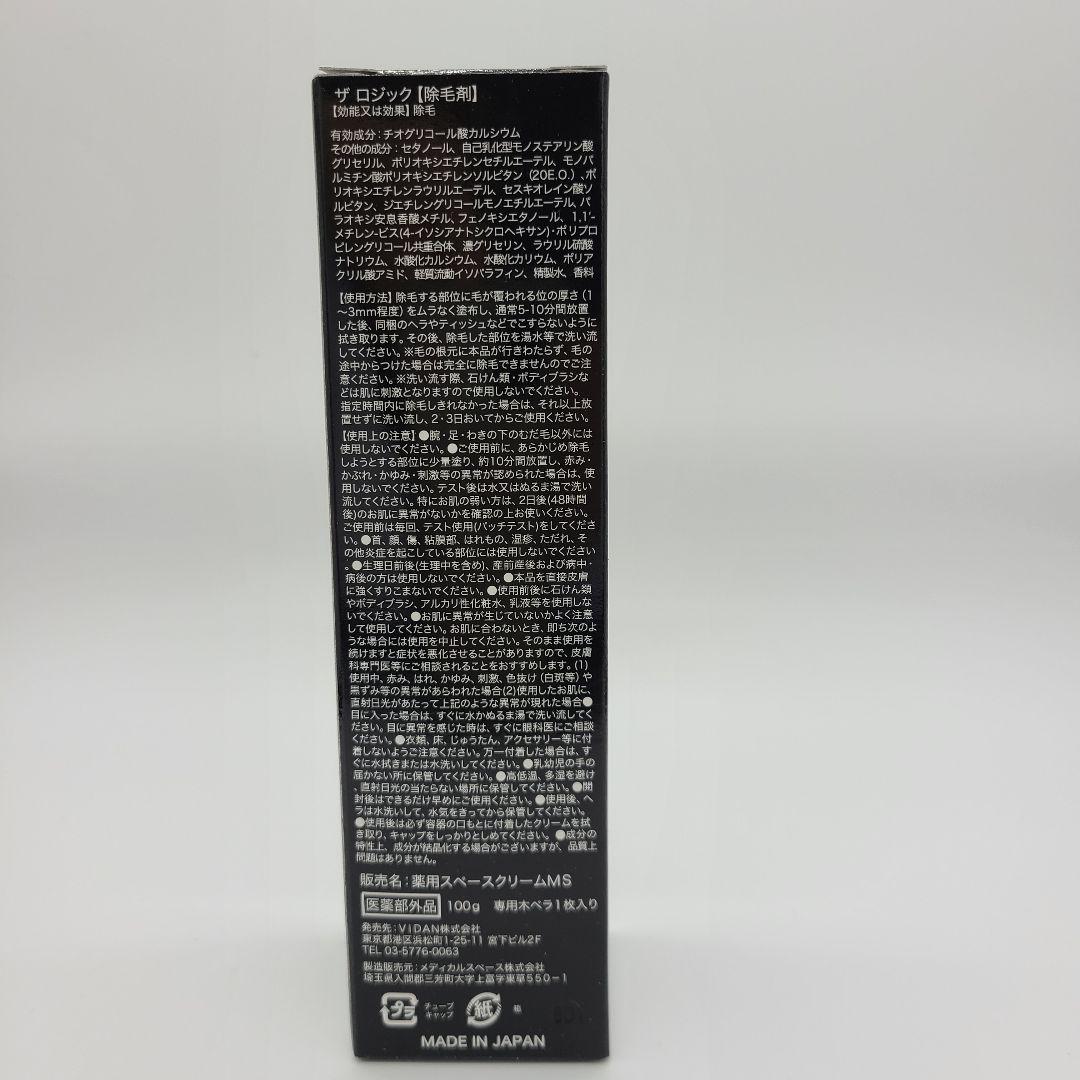 ザ ロジック【除毛剤】
【効能又は効果】除毛
有効成分：チオグリコール酸カルシウム
その他の成分：セタノール、自己乳化型モノステアリン酸
グリセリル、ポリオキシエチレンセチルエーテル、モノパ
ルミチン酸ポリオキシエチレンソルビタン（20E.O.）、ポ
リオキシエチレンラウリルエーテル、セスキオレイン酸ソ
ルビタン、ジエチレングリコールモノエチルエーテル、パ
ラオキシ安息香酸メチル、フェノキシエタノール、1,1'-
メチレン-ビス(4-イソシアナトシクロヘキサン)・ポリプロ
ピレングリコール共重合体、濃グリセリン、ラウリル硫酸
ナトリウム、水酸化カルシウム、水酸化カリウム、ポリア
クリル酸アミド、軽質流動イソパラフィン、精製水、香料
【使用方法】除毛する部位に毛が覆われる位の厚さ（1
〜3mm程度）をムラなく塗布し、通常5-10分間放置
した後、同梱のヘラやティッシュなどでこすらないように
拭き取ります。その後、除毛した部位を湯水等で洗い流
してください。※毛の根元に本品が行きわたらず、毛の
途中からつけた場合は完全に除毛できませんのでご注
意ください。※洗い流す際、石けん類・ボディブラシな
どは肌に刺激となりますので使用しないでください。
指定時間内に除毛しきれなかった場合は、それ以上放
置せずに洗い流し、2・3日おいてからご使用ください。
【使用上の注意】●腕・足・わきの下のむだ毛以外には
使用しないでください。●ご使用前に、あらかじめ除毛
しようとする部位に少量塗り、約10分間放置し、赤み・
かぶれ・かゆみ・刺激等の異常が認められた場合は、使
用しないでください。テスト後は水又はぬるま湯で洗い
流してください。特にお肌の弱い方は、2日後(48時間
後)のお肌に異常がないかを確認の上お使いください。
ご使用前は毎回、テスト使用(パッチテスト)をしてくださ
い。●首、顔、傷、粘膜部、はれもの、湿疹、ただれ、そ
の他炎症を起こしている部位には使用しないでください
。●生理日前後(生理中を含め)、産前産後および病中・
病後の方は使用しないでください。●本品を直接皮膚
に強くすりこまないでください。●使用前後に石けん類
やボディブラシ、アルカリ性化粧水、乳液等を使用しな
いでください。●お肌に異常が生じていないかよく注意
して使用してください。お肌に合わないとき、即ち次のよ
うな場合には使用を中止してください。そのまま使用を
続けますと症状を悪化させることがありますので、皮膚
科専門医等にご相談されることをおすすめします。(1)
使用中、赤み、はれ、かゆみ、刺激、色抜け（白斑等）や
黒ずみ等の異常があらわれた場合(2)使用したお肌に、
直射日光があたって上記のような異常が現れた場合●
目に入った場合は、すぐに水かぬるま湯で洗い流してく
ださい。目に異常を感じた時は、すぐに眼科医にご相談
ください。●衣類、床、じゅうたん、アクセサリー等に付
着しないようご注意ください。万一付着した場合は、す
ぐに水拭きまたは水洗いしてください。●乳幼児の手の
届かない所に保管してください。●高低温、多湿を避け
、直射日光の当たらない場所に保管してください。●開
封後はできるだけ早めにご使用ください。●使用後、ヘ
ラは水洗いして、水気をきってから保管してください。
●使用後は必ず容器の口もとに付着したクリームを拭
き取り、キャップをしっかりとしめてください。●成分の
特性上、成分が結晶化する場合がございますが、品質上
問題はありません。
販売名：薬用スペースクリームMS
医薬部外品 100g 専用木ベラ1枚入り
発売元：VIDAN株式会社
東京都港区浜松町1-25-11 宮下ビル2F
TEL 03-5776-0063
製造販売元：メディカルスペース株式会社
埼玉県入間郡三芳町大字上富字東草550-1
プラ チューブ
キャップ
紙 箱
MADE IN JAPAN